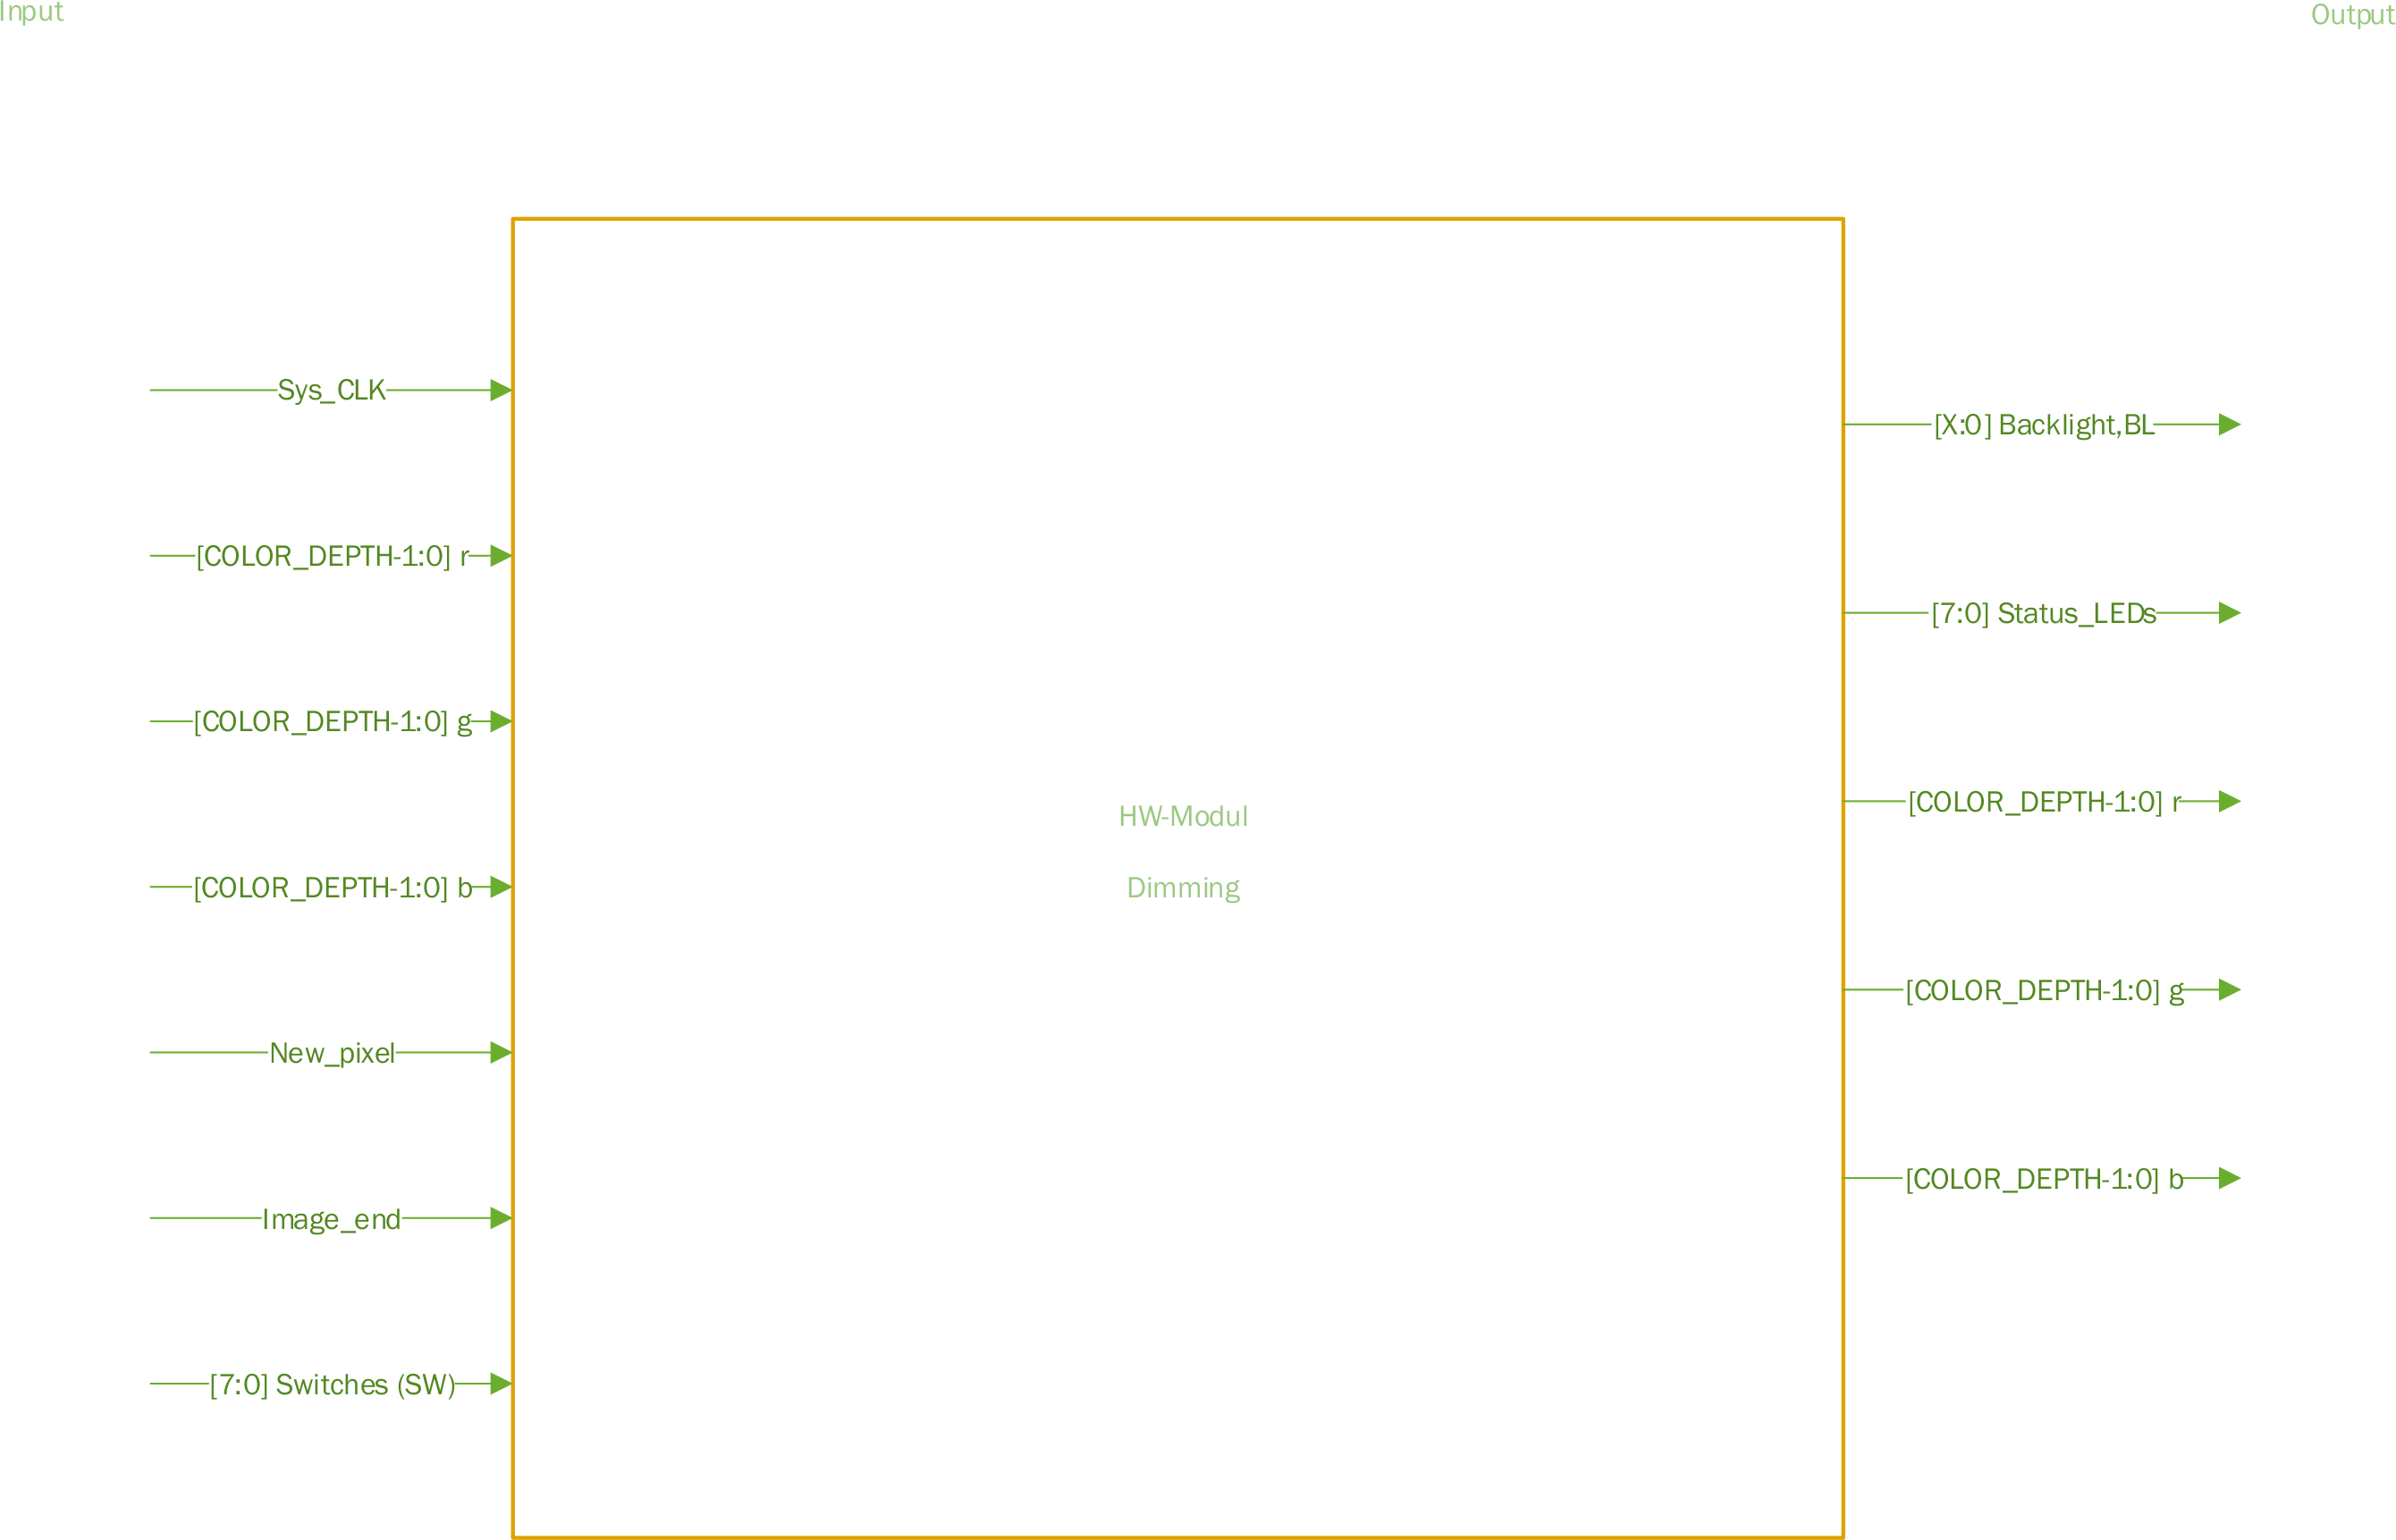 Input
Output
Sys_CLK
[COLOR_DEPTH-1:0] r
[COLOR_DEPTH-1:0] g
[COLOR_DEPTH-1:0] b
New_pixel
Image_end
[7:0] Switches (SW)
HW-Modul
Dimming
[X:0] Backlight,BL
[7:0] Status_LEDs
[COLOR_DEPTH-1:0] r
[COLOR_DEPTH-1:0] g
[COLOR_DEPTH-1:0] b